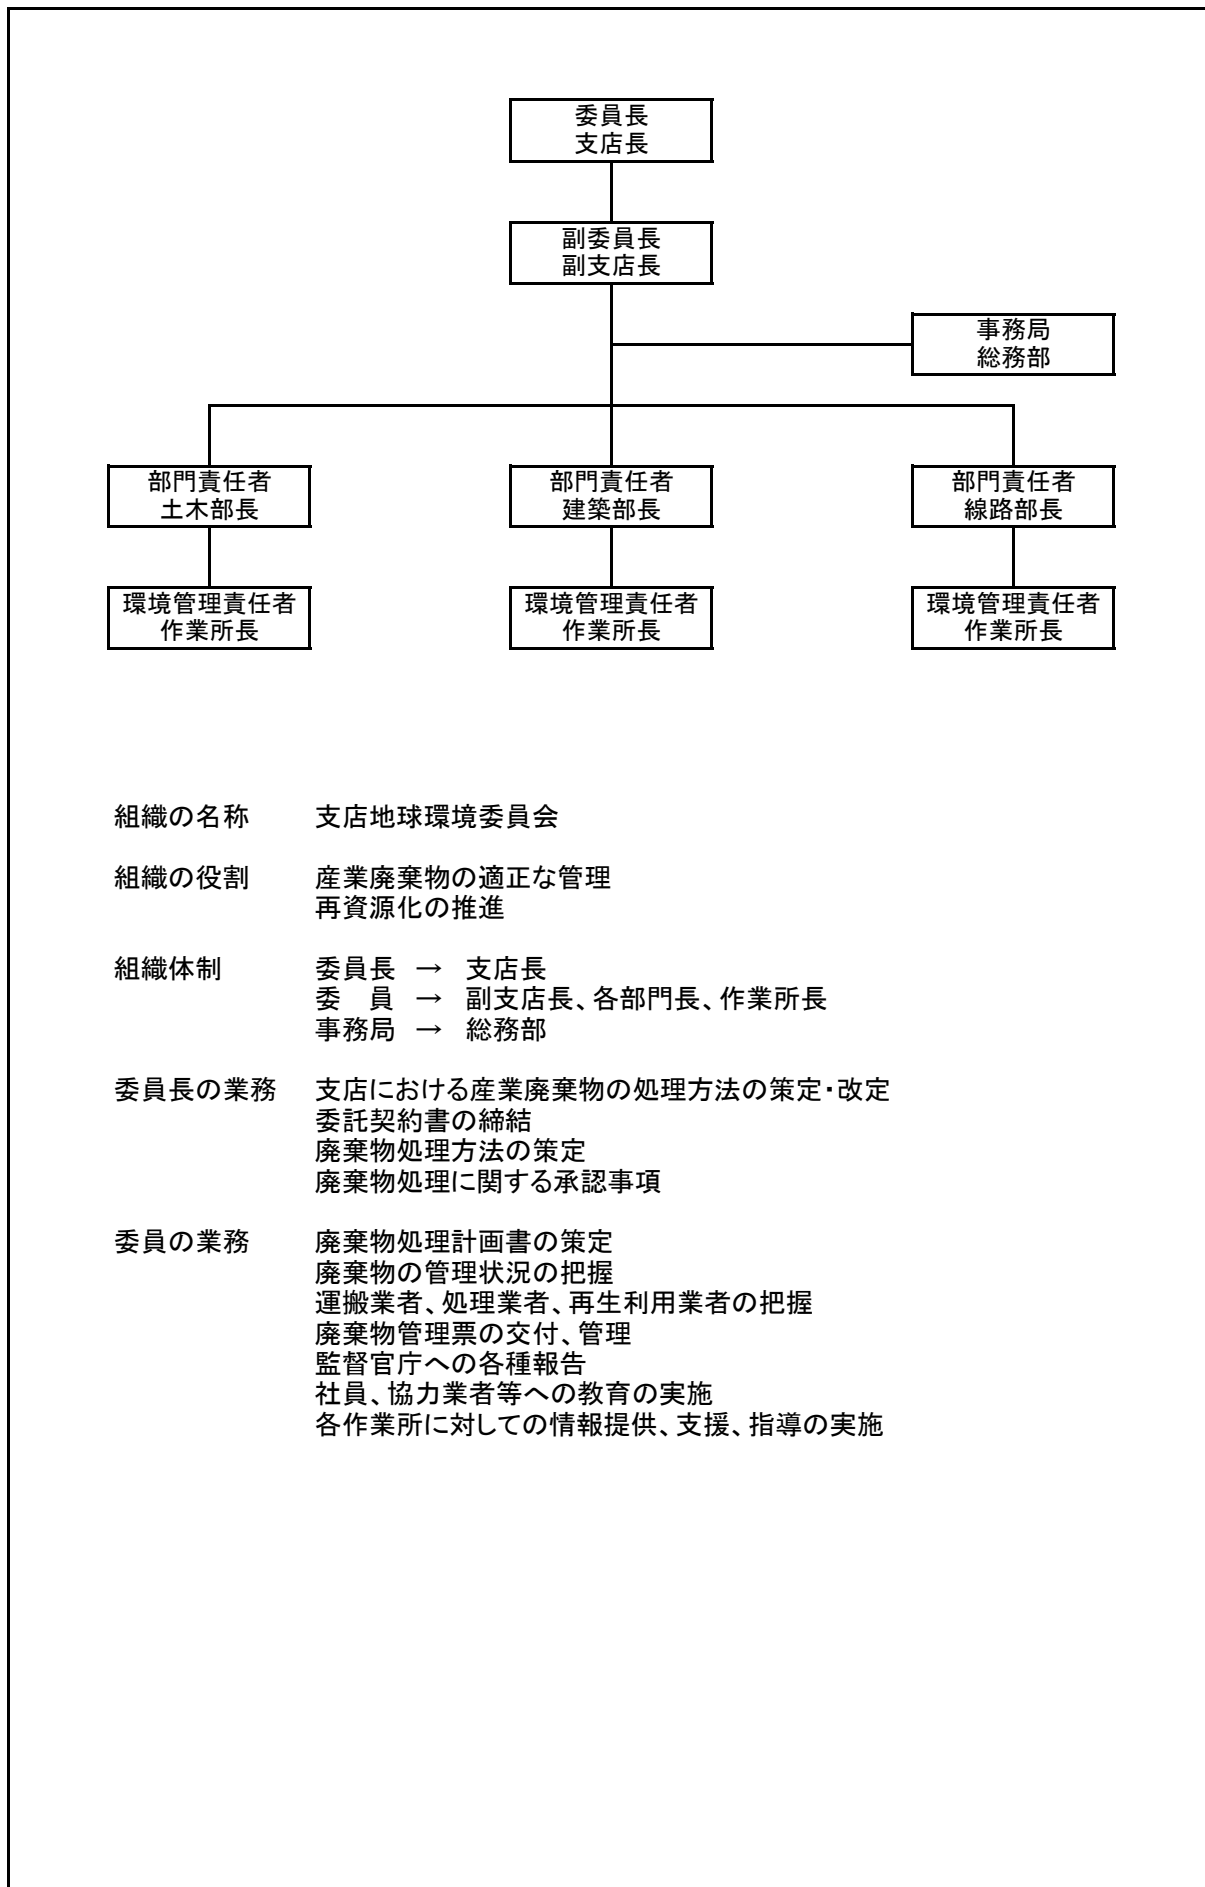 委員長
支店長
副委員長
副支店長
事務局
総務部
部門責任者 部門責任者 部門責任者
土木部長 建築部長 線路部長
環境管理責任者 環境管理責任者 環境管理責任者
作業所長 作業所長 作業所長
組織の名称 支店地球環境委員会
組織の役割 産業廃棄物の適正な管理
再資源化の推進
組織体制 委員長 → 支店長
委　員 → 副支店長、各部門長、作業所長
事務局 → 総務部
委員長の業務 支店における産業廃棄物の処理方法の策定・改定
委託契約書の締結
廃棄物処理方法の策定
廃棄物処理に関する承認事項
委員の業務 廃棄物処理計画書の策定
廃棄物の管理状況の把握
運搬業者、処理業者、再生利用業者の把握
廃棄物管理票の交付、管理
監督官庁への各種報告
社員、協力業者等への教育の実施
各作業所に対しての情報提供、支援、指導の実施